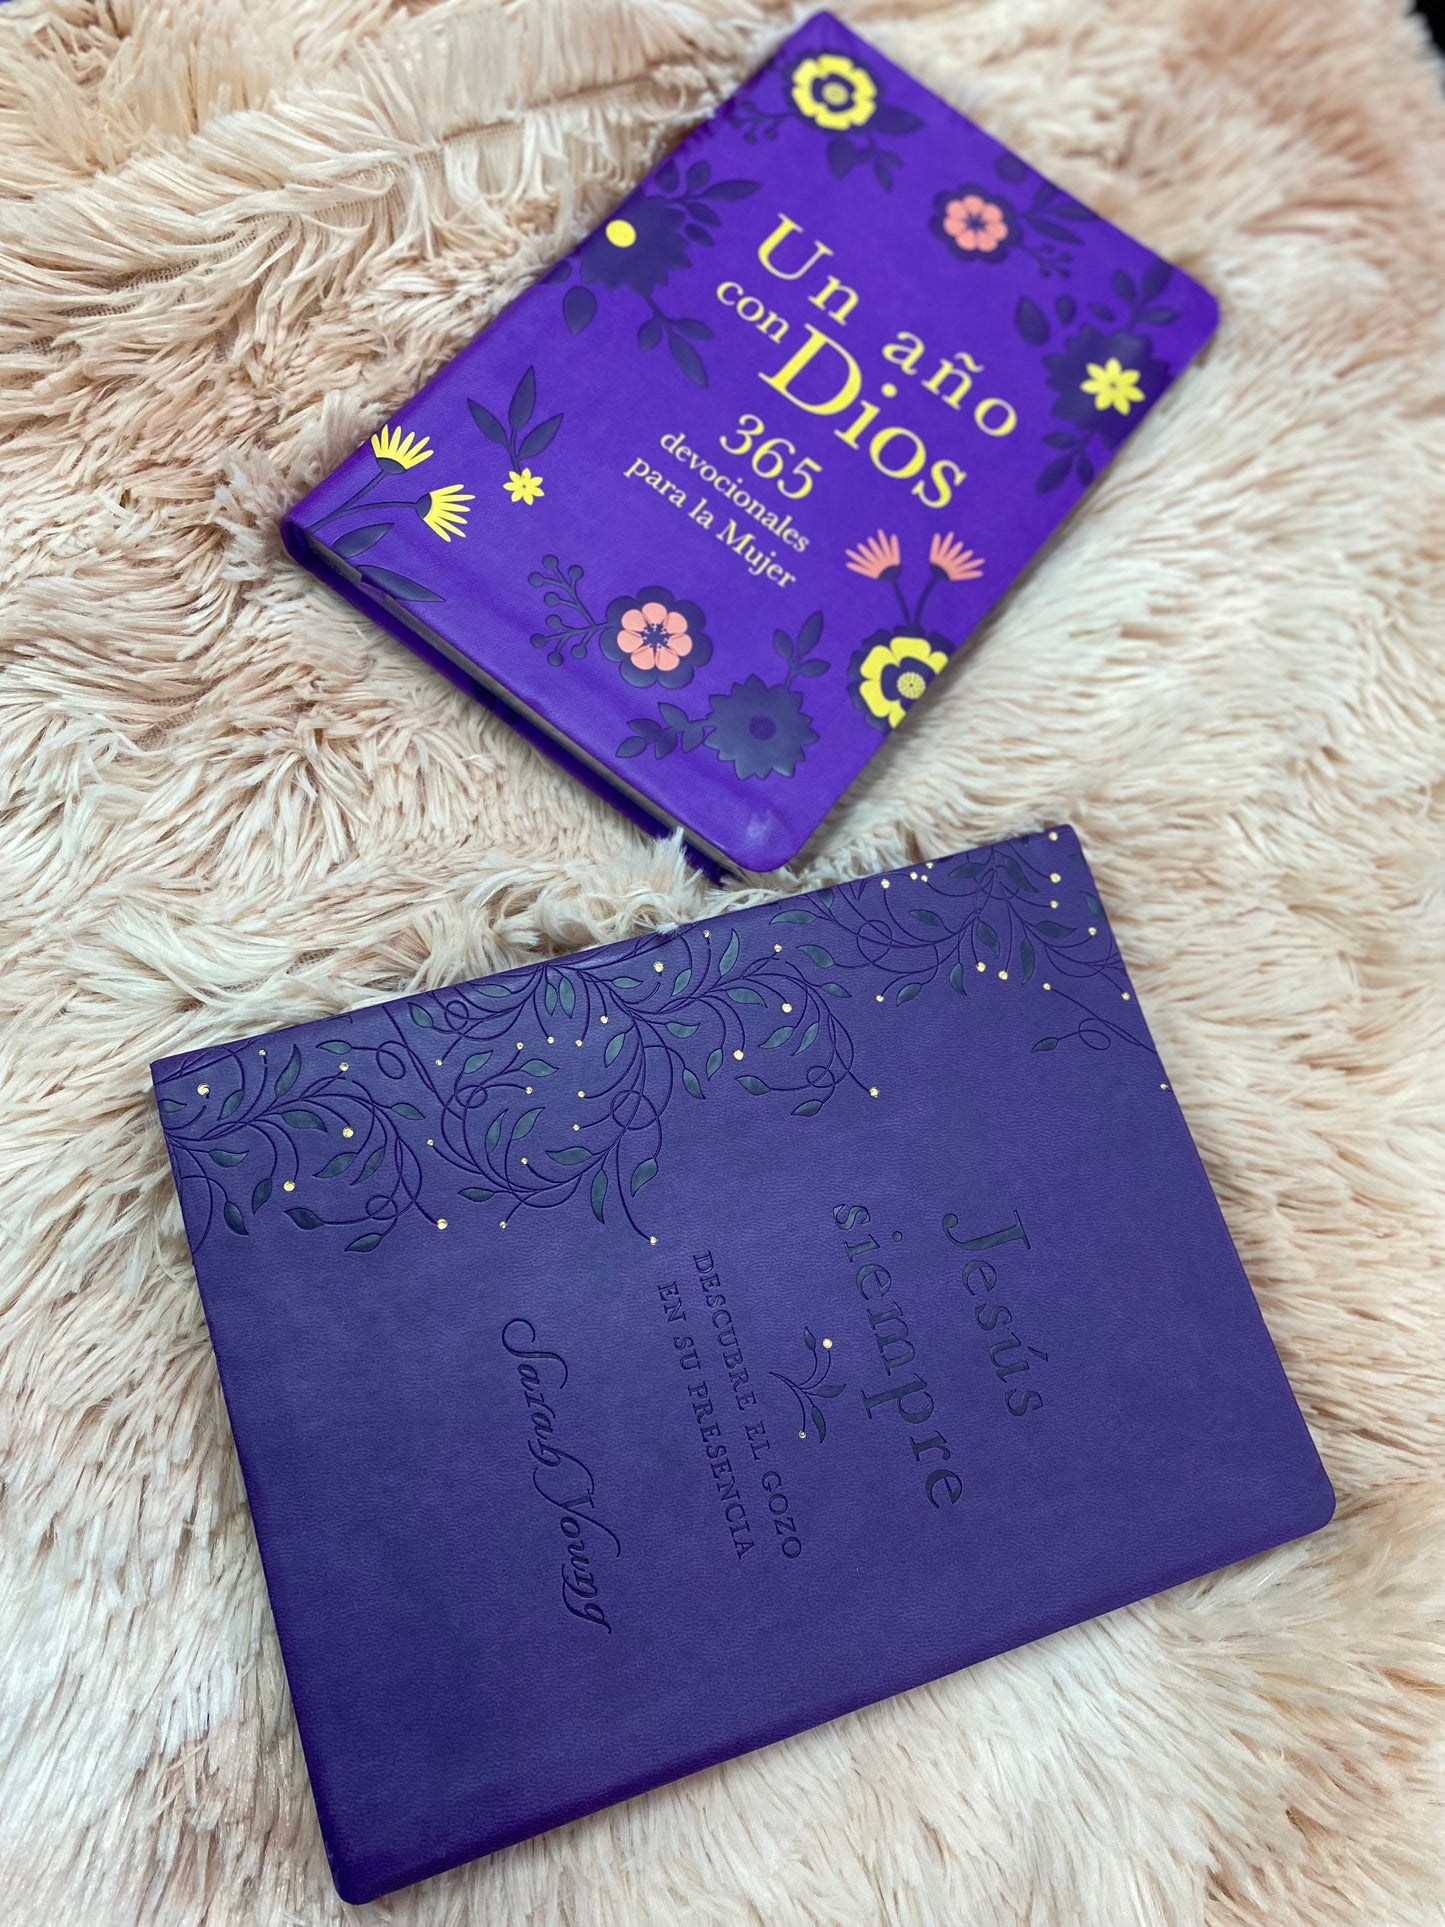 Un año
con Dios
365
devocionales
para la Mujer
Jesús
siempre
DESCUBRE EL GOZO
EN SU PRESENCIA
Sarah Young